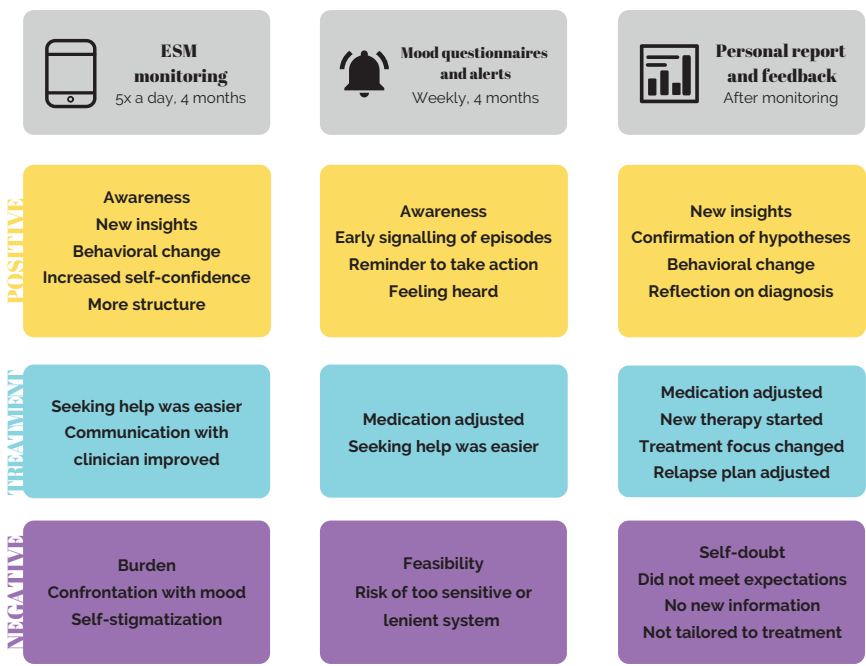 ESM
monitoring
5x a day, 4 months
Mood questionnaires
and alerts
Weekly, 4 months
Personal report
and feedback
After monitoring
POSITIVE
Awareness
New insights
Behavioral change
Increased self-confidence
More structure
Awareness
Early signalling of episodes
Reminder to take action
Feeling heard
New insights
Confirmation of hypotheses
Behavioral change
Reflection on diagnosis
TREATMENT
Seeking help was easier
Communication with
clinician improved
Medication adjusted
Seeking help was easier
Medication adjusted
New therapy started
Treatment focus changed
Relapse plan adjusted
NEGATIVE
Burden
Confrontation with mood
Self-stigmatization
Feasibility
Risk of too sensitive or
lenient system
Self-doubt
Did not meet expectations
No new information
Not tailored to treatment